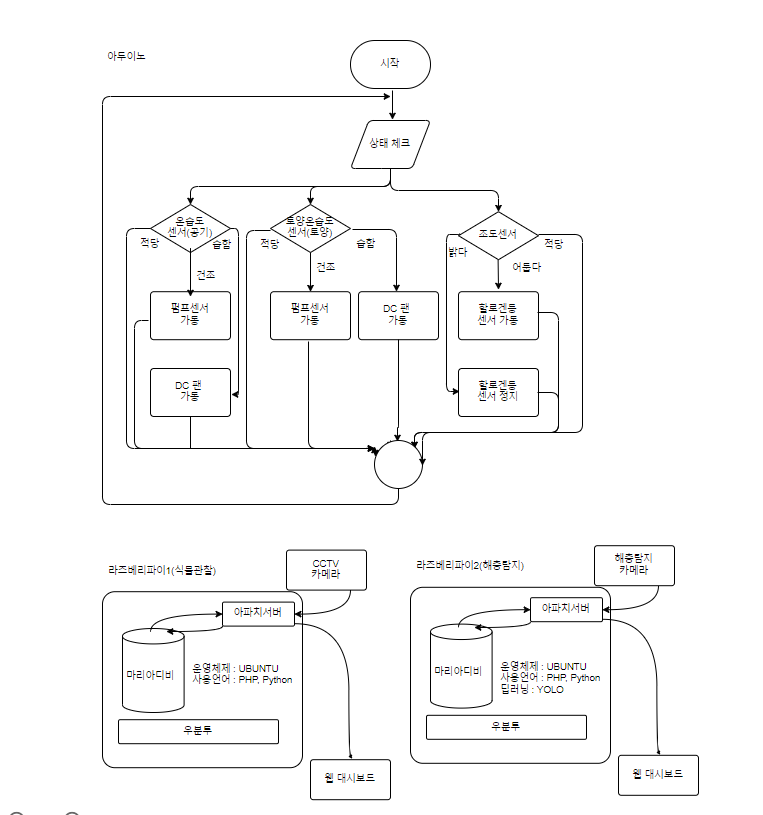 아두이노
시작
상태 체크
온습도
센서(공기)
적당
습함
건조
토양온습도
센서(토양)
적당
습함
건조
조도센서
밝다
적당
어둡다
펌프센서
가동
펌프센서
가동
DC 팬
가동
할로겐등
센서 가동
DC 팬
가동
할로겐등
센서 정지
라즈베리파이1(식물관찰)
CCTV
카메라
아파치서버
마리아디비
운영체제 : UBUNTU
사용언어 : PHP, Python
우분투
웹 대시보드
라즈베리파이2(해충탐지)
해충탐지
카메라
아파치서버
마리아디비
운영체제 : UBUNTU
사용언어 : PHP, Python
딥러닝 : YOLO
우분투
웹 대시보드